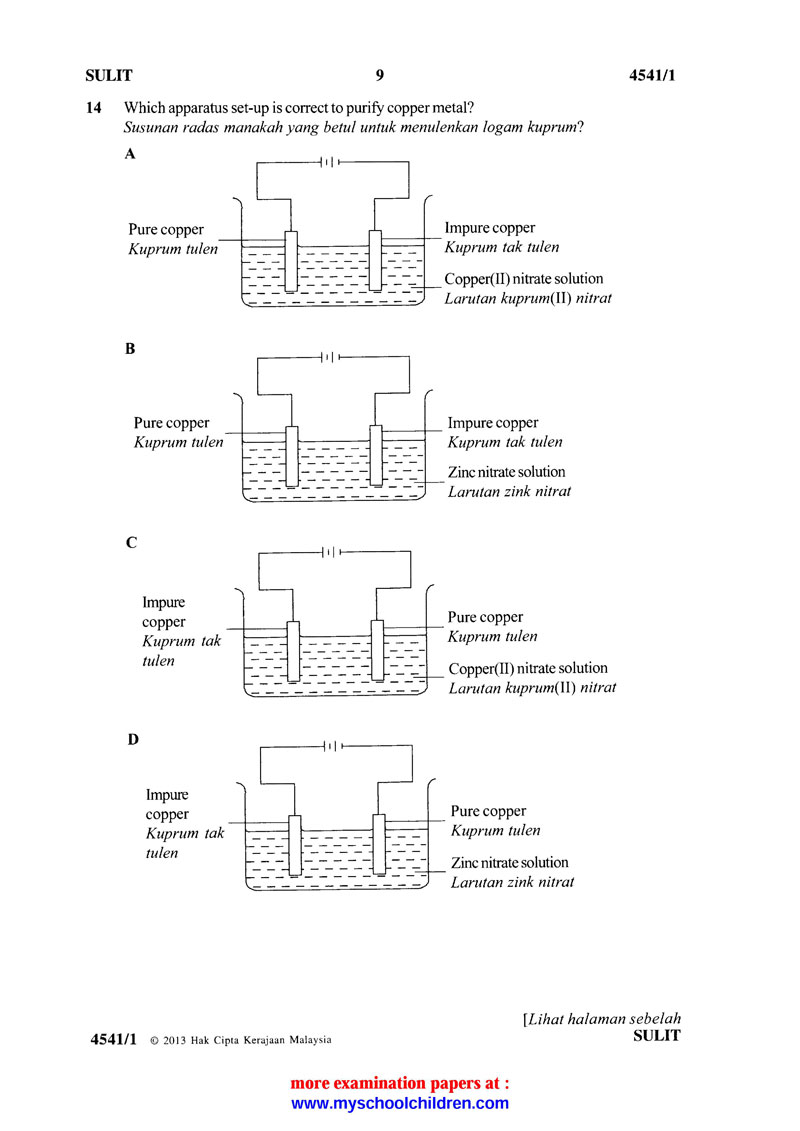 SULIT 9 4541/1
14 Which apparatus set-up is correct to purify copper metal?
Susunan radas manakah yang betul untuk menulenkan logam kuprum?
A
Pure copper
Kuprum tulen
Impure copper
Kuprum tak tulen
Copper(II) nitrate solution
Larutan kuprum(II) nitrat
B
Pure copper
Kuprum tulen
Impure copper
Kuprum tak tulen
Zinc nitrate solution
Larutan zink nitrat
C
Impure
copper
Kuprum tak
tulen
Pure copper
Kuprum tulen
Copper(II) nitrate solution
Larutan kuprum(II) nitrat
D
Impure
copper
Kuprum tak
tulen
Pure copper
Kuprum tulen
Zinc nitrate solution
Larutan zink nitrat
[Lihat halaman sebelah
4541/1 © 2013 Hak Cipta Kerajaan Malaysia SULIT
more examination papers at :
www.myschoolchildren.com